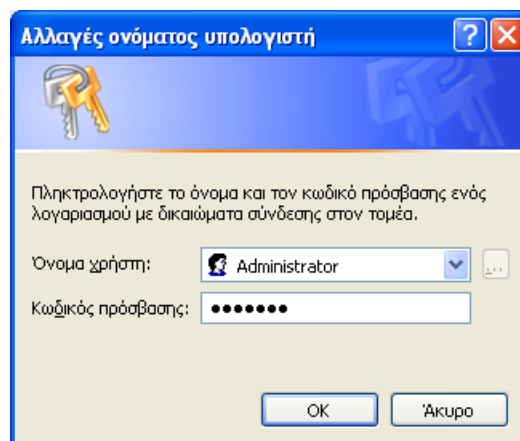 Αλλαγές ονόματος υπολογιστή
Πληκτρολογήστε το όνομα και τον κωδικό πρόσβασης ενός
λογαριασμού με δικαιώματα σύνδεσης στον τομέα.
Όνομα χρήστη:
Administrator
...
Κωδικός πρόσβασης:
●●●●●●●
OK
Άκυρο